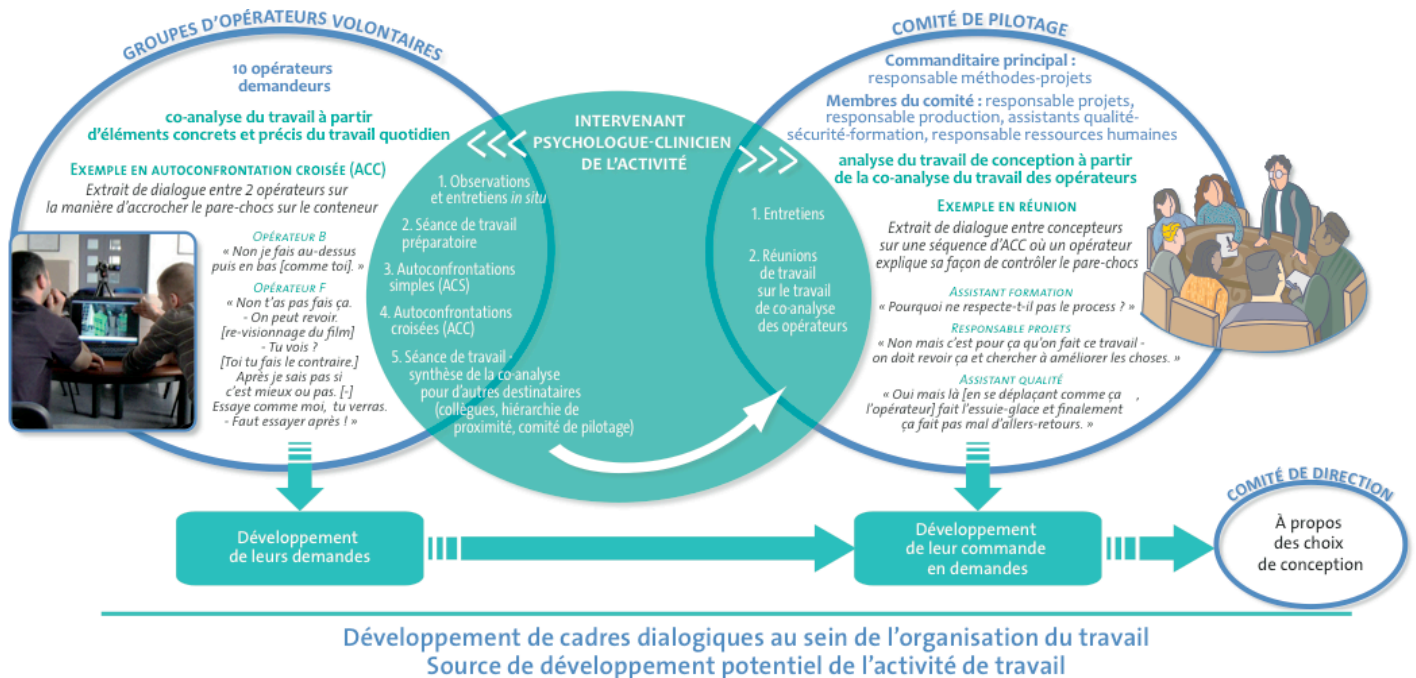 GROUPES D'OPÉRATEURS VOLONTAIRES
10 opérateurs
demandeurs
co-analyse du travail à partir
d'éléments concrets et précis du travail quotidien
EXEMPLE EN AUTOCONFRONTATION CROISÉE (ACC)
Extrait de dialogue entre 2 opérateurs sur
la manière d'accrocher le pare-chocs sur le conteneur
OPÉRATEUR B
« Non je fais au-dessus
puis en bas [comme toi]. »
OPÉRATEUR F
« Non t'as pas fais ça.
- On peut revoir.
[re-visionnage du film]
- Tu vois ?
[Toi tu fais le contraire.]
Après je sais pas si
c'est mieux ou pas. [-]
Essaye comme moi, tu verras.
- Faut essayer après ! »
INTERVENANT
PSYCHOLOGUE-CLINICIEN
DE L'ACTIVITÉ
1. Observations
et entretiens in situ
2. Séance de travail
préparatoire
3. Autoconfrontations
simples (ACS)
4. Autoconfrontations
croisées (ACC)
5. Séance de travail -
synthèse de la co-analyse
pour d'autres destinataires
(collègues, hiérarchie de
proximité, comité de pilotage)
1. Entretiens
2. Réunions
de travail
sur le travail
de co-analyse
des opérateurs
COMITÉ DE PILOTAGE
Commanditaire principal :
responsable méthodes-projets
Membres du comité : responsable projets,
responsable production, assistants qualité-
sécurité-formation, responsable ressources humaines
analyse du travail de conception à partir
de la co-analyse du travail des opérateurs
EXEMPLE EN RÉUNION
Extrait de dialogue entre concepteurs
sur une séquence d'ACC où un opérateur
explique sa façon de contrôler le pare-chocs
ASSISTANT FORMATION
« Pourquoi ne respecte-t-il pas le process ? »
RESPONSABLE PROJETS
« Non mais c'est pour ça qu'on fait ce travail -
on doit revoir ça et chercher à améliorer les choses. »
ASSISTANT QUALITÉ
« Oui mais là [en se déplaçant comme ça ,
l'opérateur] fait l'essuie-glace et finalement
ça fait pas mal d'allers-retours. »
Développement
de leurs demandes
Développement
de leur commande
en demandes
COMITÉ DE DIRECTION
À propos
des choix
de conception
Développement de cadres dialogiques au sein de l'organisation du travail
Source de développement potentiel de l'activité de travail